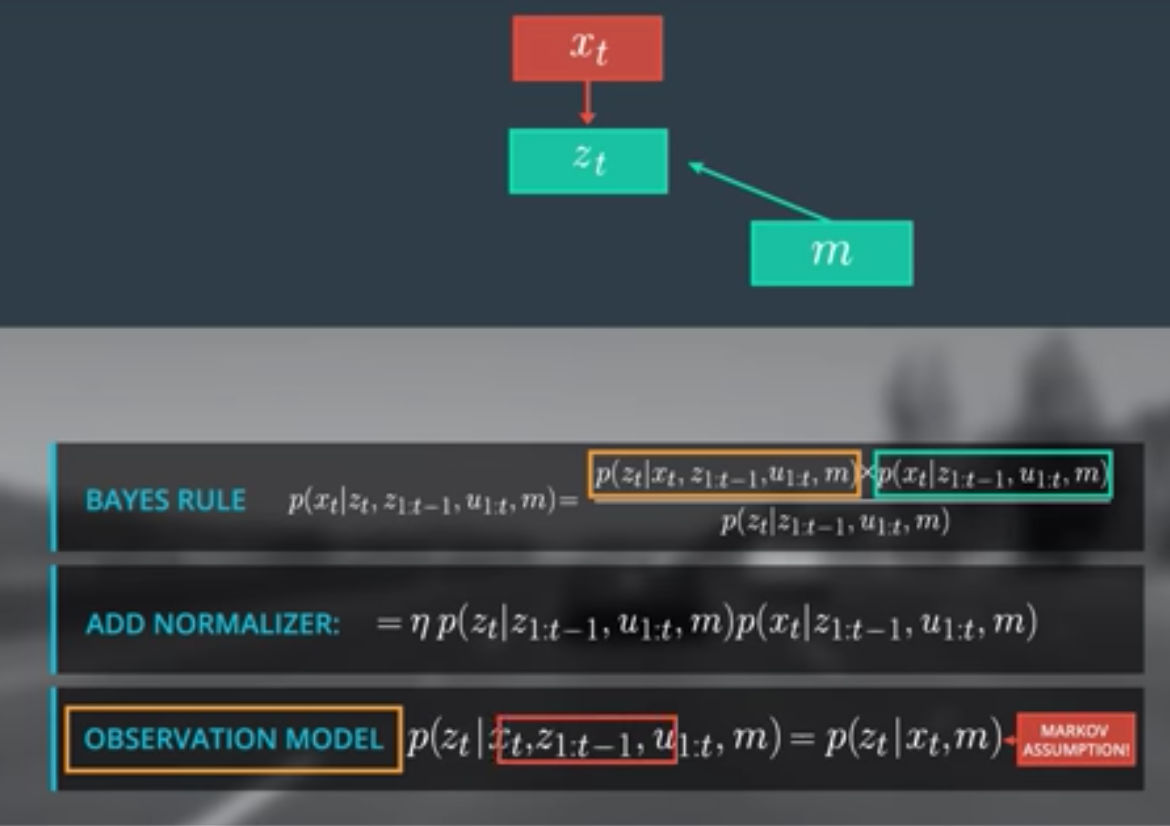 x_t
z_t
m
BAYES RULE p(x_t|z_t, z_{1:t-1}, u_{1:t}, m)= p(z_t|x_t, z_{1:t-1},u_{1:t}, m)×p(x_t|z_{1:t-1}, u_{1:t}, m)
p(z_t|z_{1:t-1}, u_{1:t}, m)
ADD NORMALIZER: = η p(z_t|z_{1:t-1}, u_{1:t}, m)p(x_t|z_{1:t-1}, u_{1:t}, m)
OBSERVATION MODEL p(z_t|x_t,z_{1:t-1}, u_{1:t}, m) = p(z_t|x_t,m) MARKOV
ASSUMPTION!